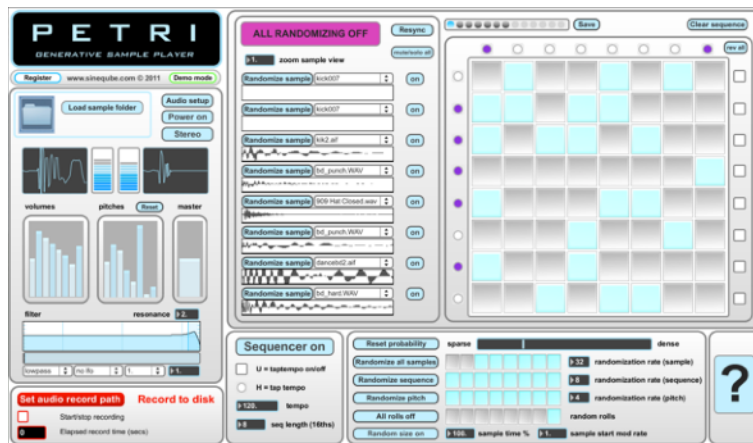 PETRI
GENERATIVE SAMPLE PLAYER
Register www.sineqube.com © 2011 Demo mode
Load sample folder
Audio setup
Power on
Stereo
volumes pitches Reset master
filter resonance 2.
lowpass no lfo 1. 1.
Set audio record path Record to disk
Start/stop recording
0 Elapsed record time (secs)
ALL RANDOMIZING OFF
Resync
mute/solo all
1. zoom sample view
Randomize sample kick007 on
Randomize sample kick007 on
Randomize sample kik2.aif on
Randomize sample bd_punch.WAV on
Randomize sample 909 Hat Closed.wav on
Randomize sample bd_punch.WAV on
Randomize sample dancebd2.aif on
Randomize sample bd_hard.WAV on
Save
Clear sequence
rev all
Sequencer on
U = taptempo on/off
H = tap tempo
120. tempo
8 seq length (16ths)
Reset probability sparse dense
Randomize all samples 32 randomization rate (sample)
Randomize sequence 8 randomization rate (sequence)
Randomize pitch 4 randomization rate (pitch)
All rolls off random rolls
Random size on 100. sample time % 1. sample start mod rate
?